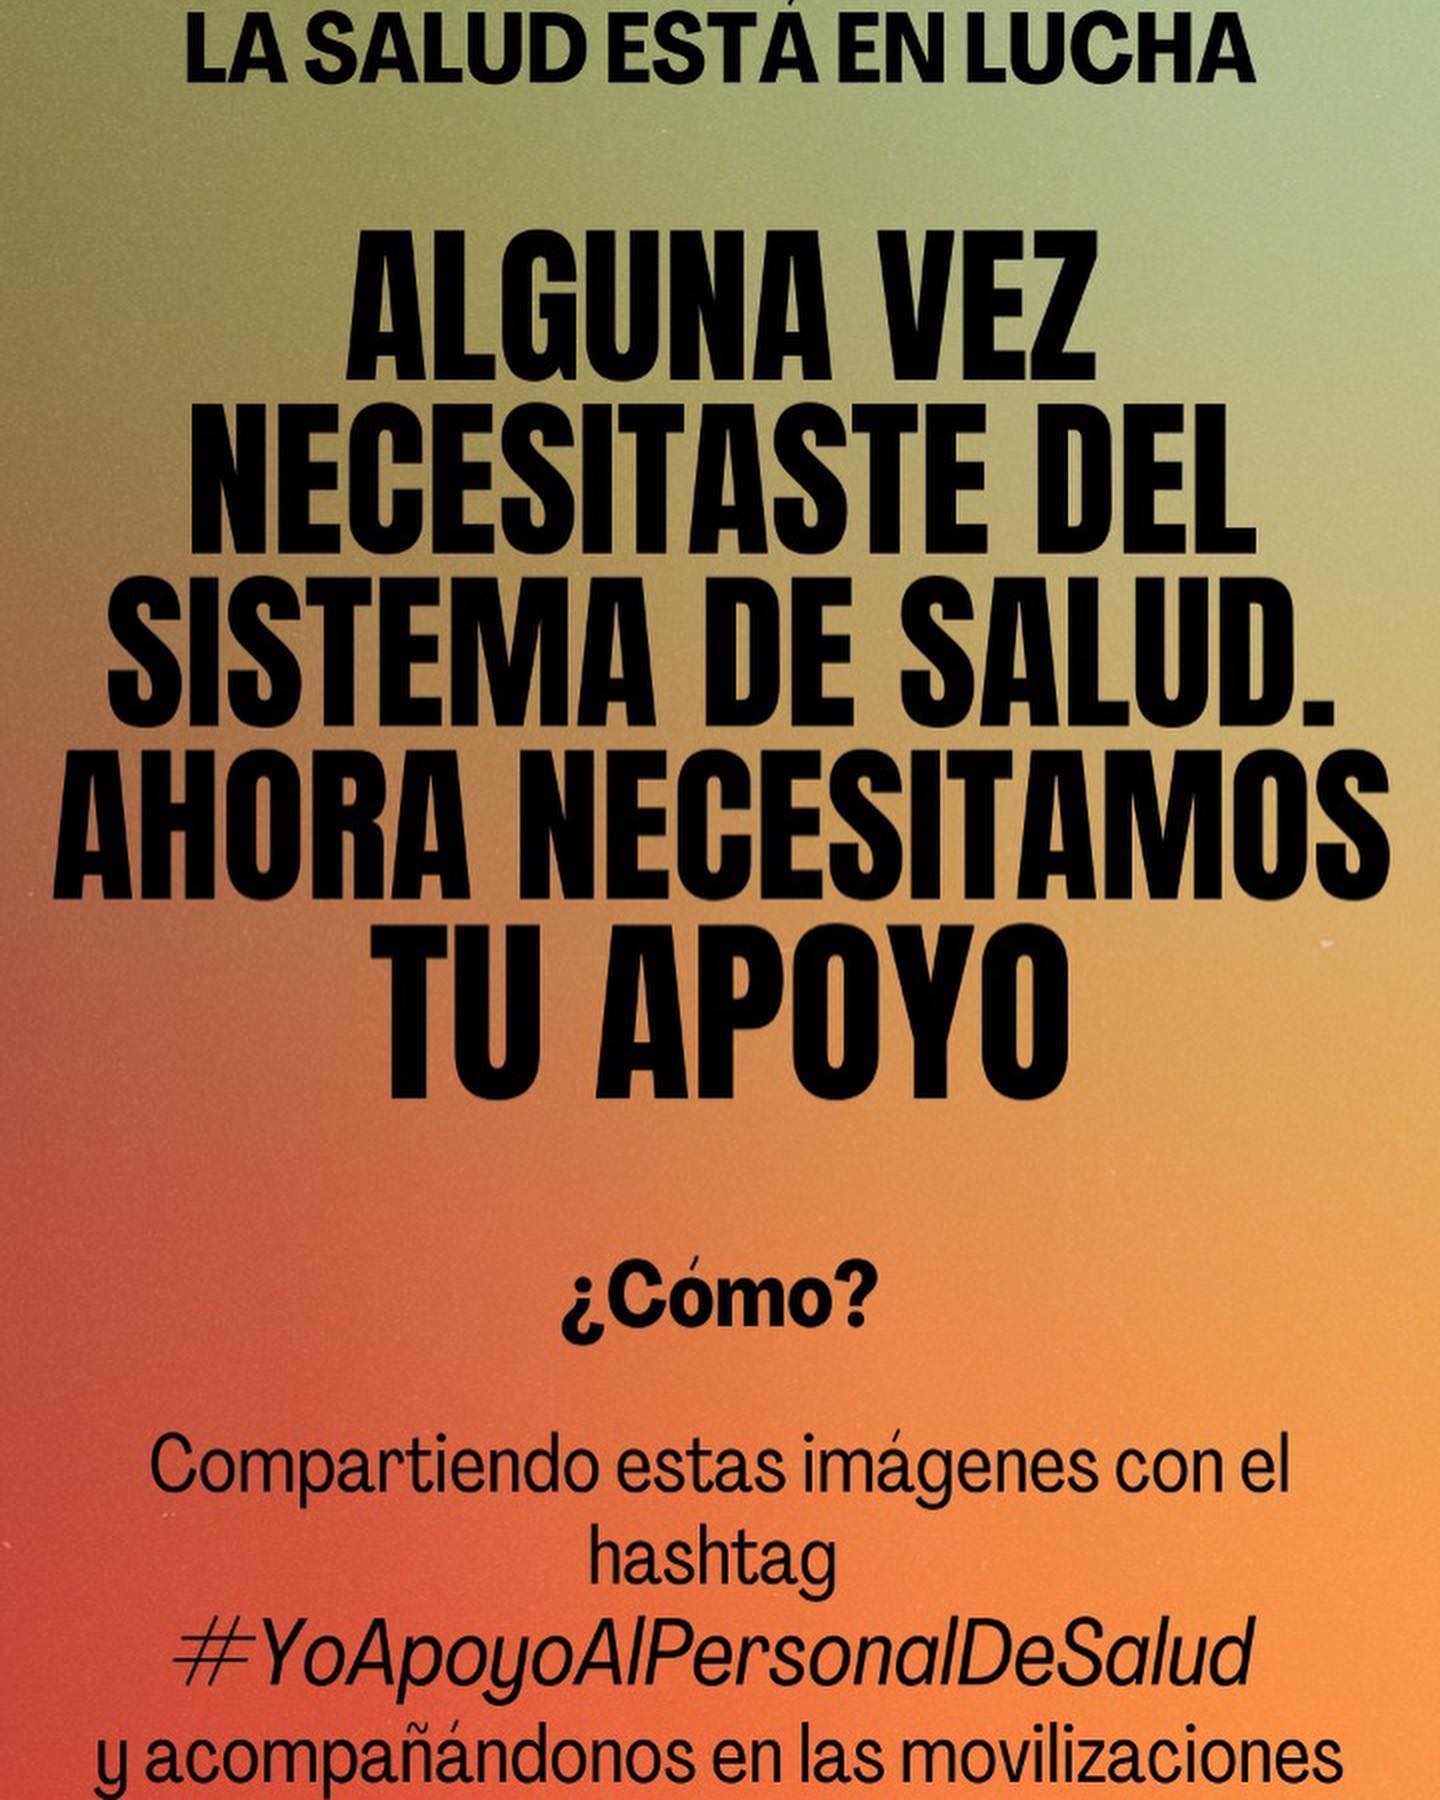 LA SALUD ESTÁ EN LUCHA
ALGUNA VEZ
NECESITASTE DEL
SISTEMA DE SALUD.
AHORA NECESITAMOS
TU APOYO
¿Cómo?
Compartiendo estas imágenes con el
hashtag
#YoApoyoAlPersonalDeSalud
y acompañándonos en las movilizaciones